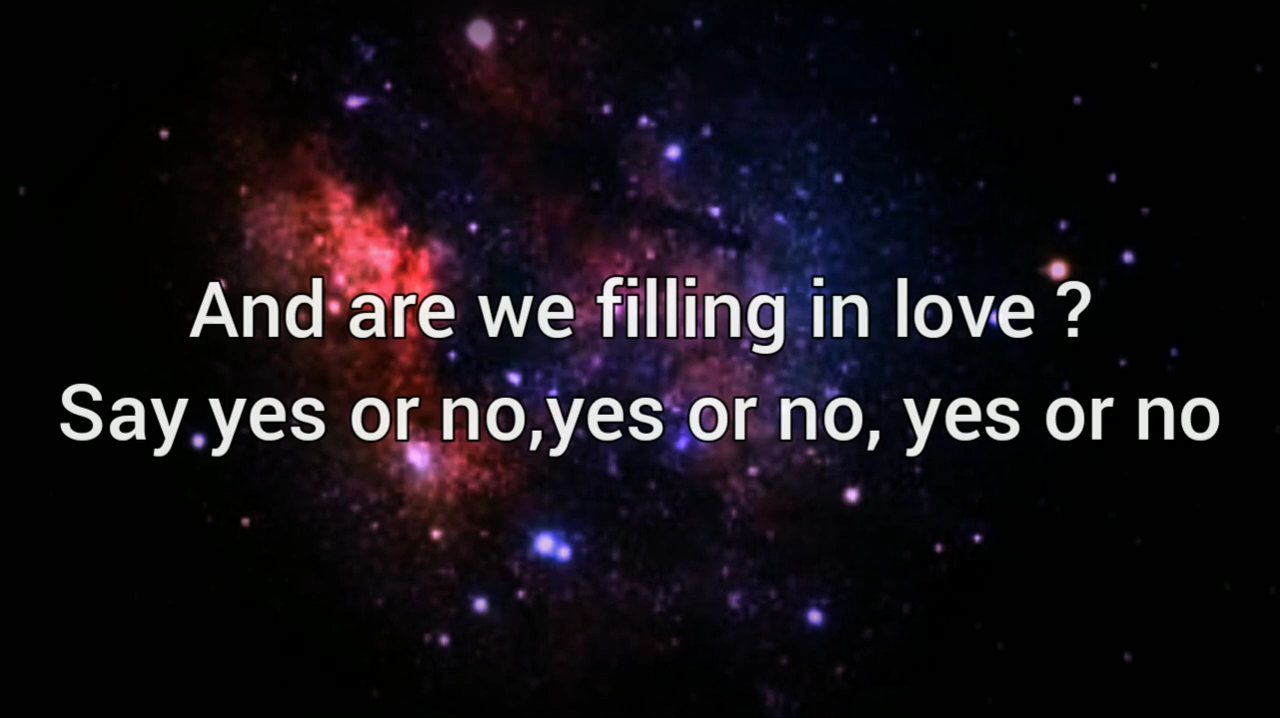 And are we filling in love ?
Say yes or no,yes or no, yes or no